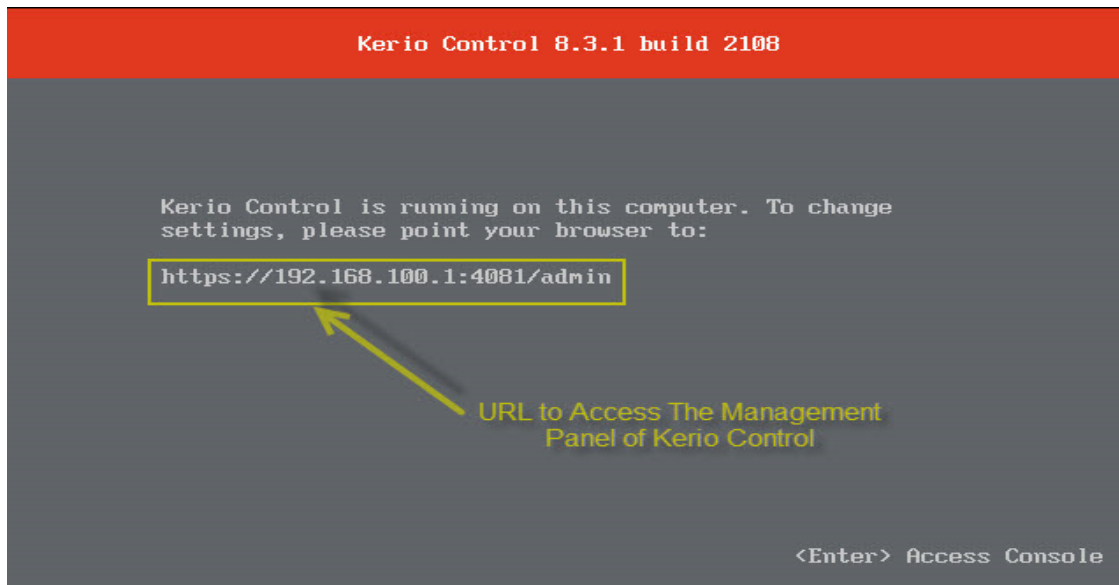 Kerio Control 8.3.1 build 2108
Kerio Control is running on this computer. To change
settings, please point your browser to:
https://192.168.100.1:4081/admin
URL to Access The Management
Panel of Kerio Control
<Enter> Access Console